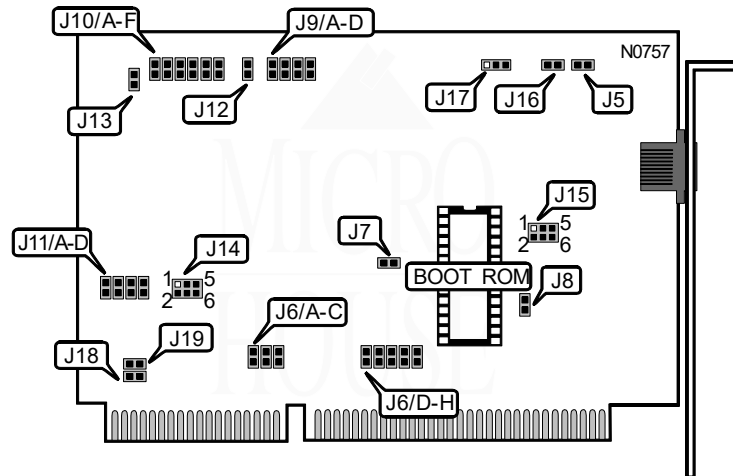 J10/A-F
J9/A-D
N0757
J13
J12
J17
J16
J5
MICRO
HOUSE
J15
1 5
2 6
J11/A-D
J14
1 5
2 6
J7
BOOT ROM
J8
J6/A-C
J19
J18
J6/D-H